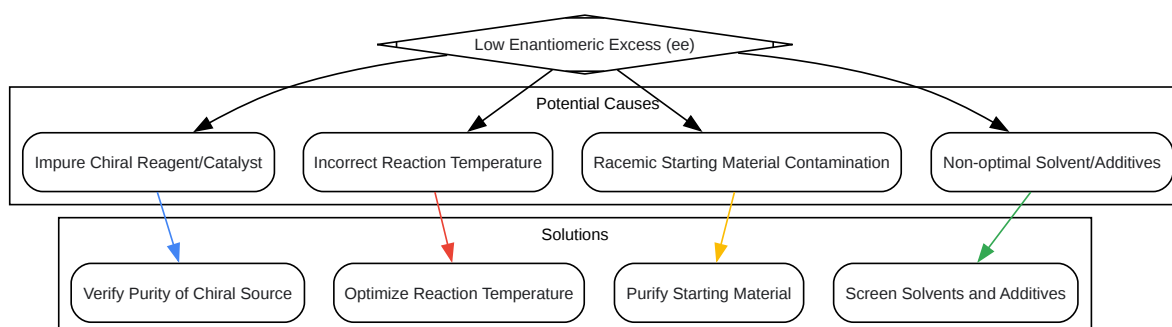 Low Enantiomeric Excess (ee)
Potential Causes
Impure Chiral Reagent/Catalyst
Incorrect Reaction Temperature
Racemic Starting Material Contamination
Non-optimal Solvent/Additives
Solutions
Verify Purity of Chiral Source
Optimize Reaction Temperature
Purify Starting Material
Screen Solvents and Additives